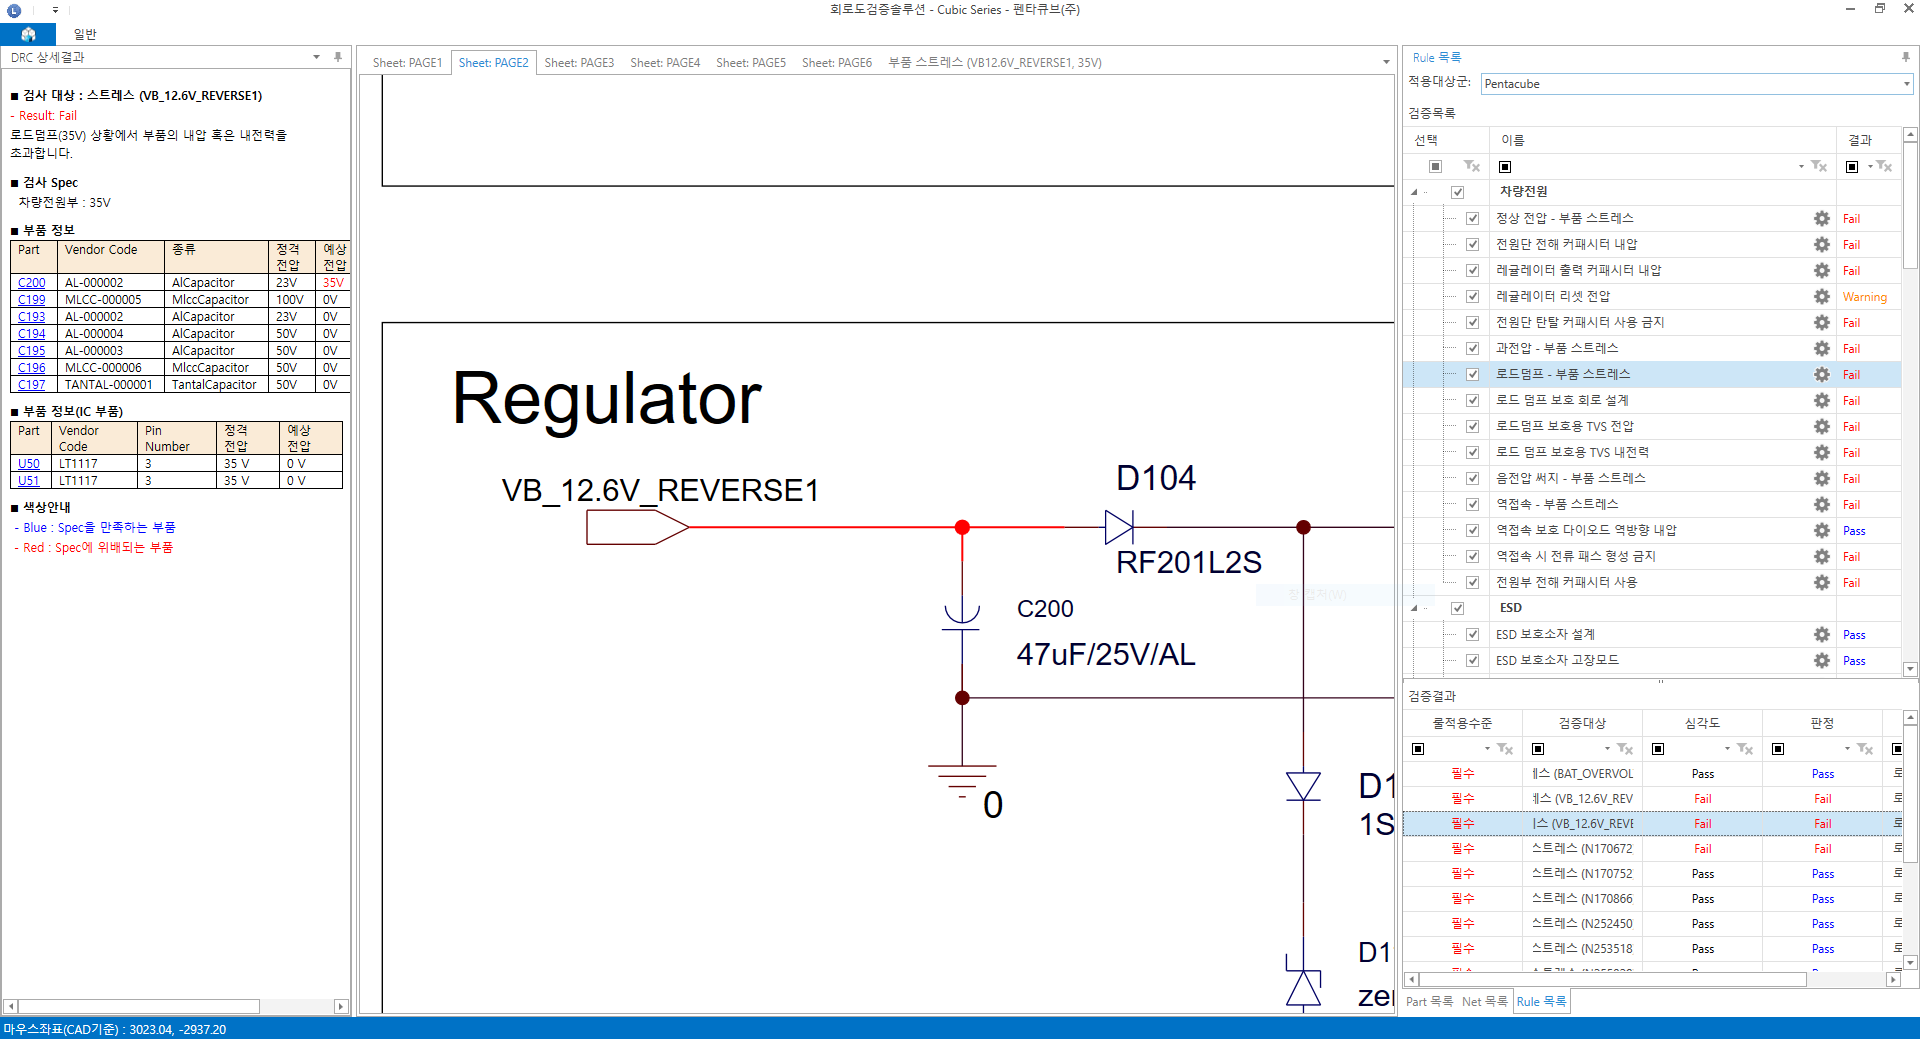 회로도검증솔루션 - Cubic Series - 펜타큐브(주)
일반
DRC 상세결과
■ 검사 대상 : 스트레스 (VB_12.6V_REVERSE1)
- Result: Fail
로드덤프(35V) 상황에서 부품의 내압 혹은 내전력을
초과합니다.
■ 검사 Spec
차량전원부 : 35V
■ 부품 정보
Part Vendor Code 종류 정격 전압 예상 전압
C200 AL-000002 AlCapacitor 23V 35V
C199 MLCC-000005 MlccCapacitor 100V 0V
C193 AL-000002 AlCapacitor 23V 0V
C194 AL-000004 AlCapacitor 50V 0V
C195 AL-000003 AlCapacitor 50V 0V
C196 MLCC-000006 MlccCapacitor 50V 0V
C197 TANTAL-000001 TantalCapacitor 50V 0V
■ 부품 정보(IC 부품)
Part Vendor Code Pin Number 정격 전압 예상 전압
U50 LT1117 3 35 V 0 V
U51 LT1117 3 35 V 0 V
■ 색상안내
- Blue : Spec을 만족하는 부품
- Red : Spec에 위배되는 부품
Sheet: PAGE1 Sheet: PAGE2 Sheet: PAGE3 Sheet: PAGE4 Sheet: PAGE5 Sheet: PAGE6 부품 스트레스 (VB12.6V_REVERSE1, 35V)
Regulator
VB_12.6V_REVERSE1
D104
RF201L2S
C200
47uF/25V/AL
0
D1
1S
D1
zer
창 캡처(W)
Rule 목록
적용대상군: Pentacube
검증목록
선택 이름 결과
차량전원
정상 전압 - 부품 스트레스 Fail
전원단 전해 커패시터 내압 Fail
레귤레이터 출력 커패시터 내압 Fail
레귤레이터 리셋 전압 Warning
전원단 탄탈 커패시터 사용 금지 Fail
과전압 - 부품 스트레스 Fail
로드덤프 - 부품 스트레스 Fail
로드 덤프 보호 회로 설계 Fail
로드덤프 보호용 TVS 전압 Fail
로드 덤프 보호용 TVS 내전력 Fail
음전압 써지 - 부품 스트레스 Fail
역접속 - 부품 스트레스 Fail
역접속 보호 다이오드 역방향 내압 Pass
역접속 시 전류 패스 형성 금지 Fail
전원부 전해 커패시터 사용 Fail
ESD
ESD 보호소자 설계 Pass
ESD 보호소자 고장모드 Pass
검증결과
룰적용수준 검증대상 심각도 판정
필수 레스 (BAT_OVERVOL Pass Pass
필수 레스 (VB_12.6V_REV Fail Fail
필수 스 (VB_12.6V_REVE Fail Fail
필수 스트레스 (N170672 Fail Fail
필수 스트레스 (N170752 Pass Pass
필수 스트레스 (N170866 Pass Pass
필수 스트레스 (N252450 Pass Pass
필수 스트레스 (N253518 Pass Pass
Part 목록 Net 목록 Rule 목록
마우스좌표(CAD기준) : 3023.04, -2937.20